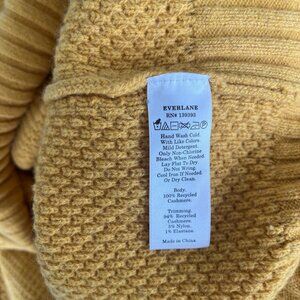 EVERLANE
RN# 139393
Hand Wash Cold.
With Like Colors.
Mild Detergent.
Only Non-Chlorine
Bleach When Needed.
Lay Flat To Dry.
Do Not Wring.
Cool Iron If Needed.
Or Dry Clean.
Body.
100% Recycled
Cashmere.
Trimming.
94% Recycled
Cashmere.
5% Nylon.
1% Elastane.
Made in China